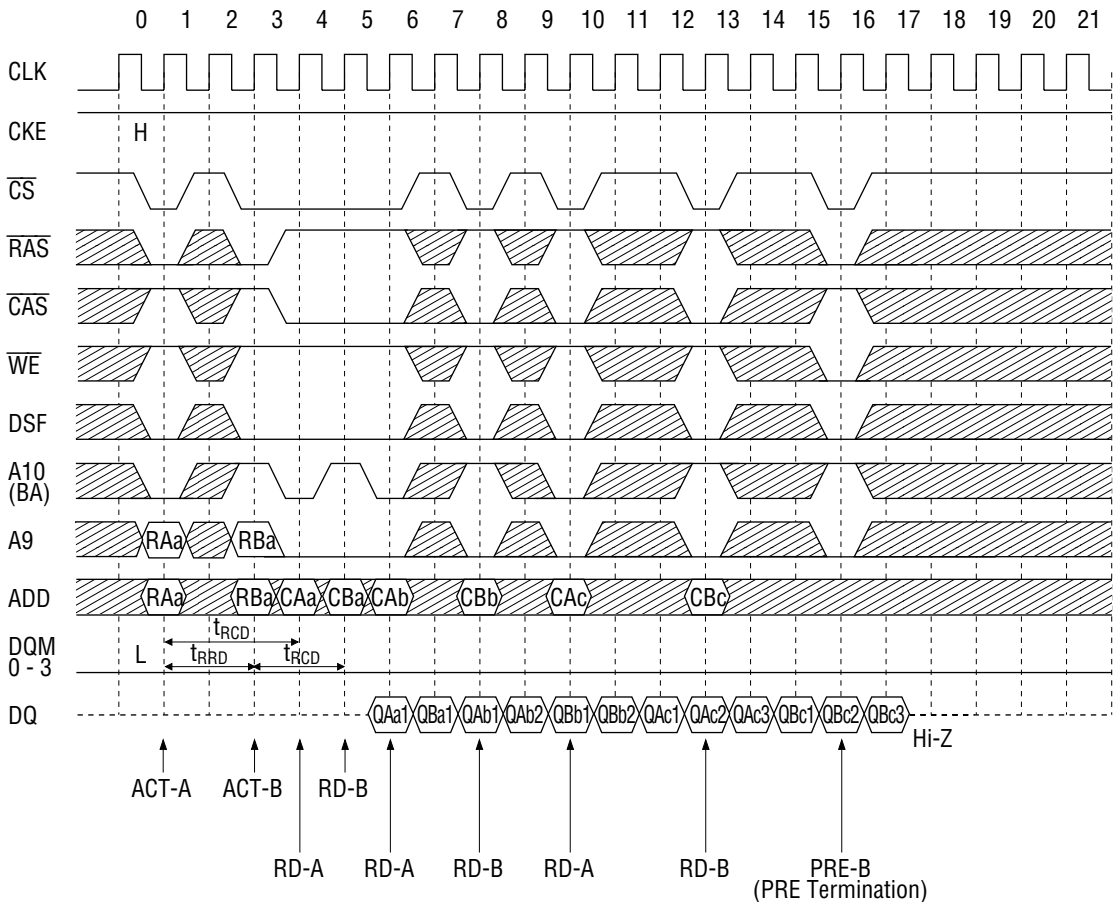 0 1 2 3 4 5 6 7 8 9 10 11 12 13 14 15 16 17 18 19 20 21
CLK
CKE H
CS
RAS
CAS
WE
DSF
A10
(BA)
A9 RAa RBa
ADD RAa RBa CAa CBa CAb CBb CAc CBc
tRCD
DQM
0 - 3 L tRRD tRCD
DQ QAa1 QBa1 QAb1 QAb2 QBb1 QBb2 QAc1 QAc2 QAc3 QBc1 QBc2 QBc3
Hi-Z
ACT-A ACT-B RD-B
RD-A RD-A RD-B RD-A RD-B PRE-B
(PRE Termination)